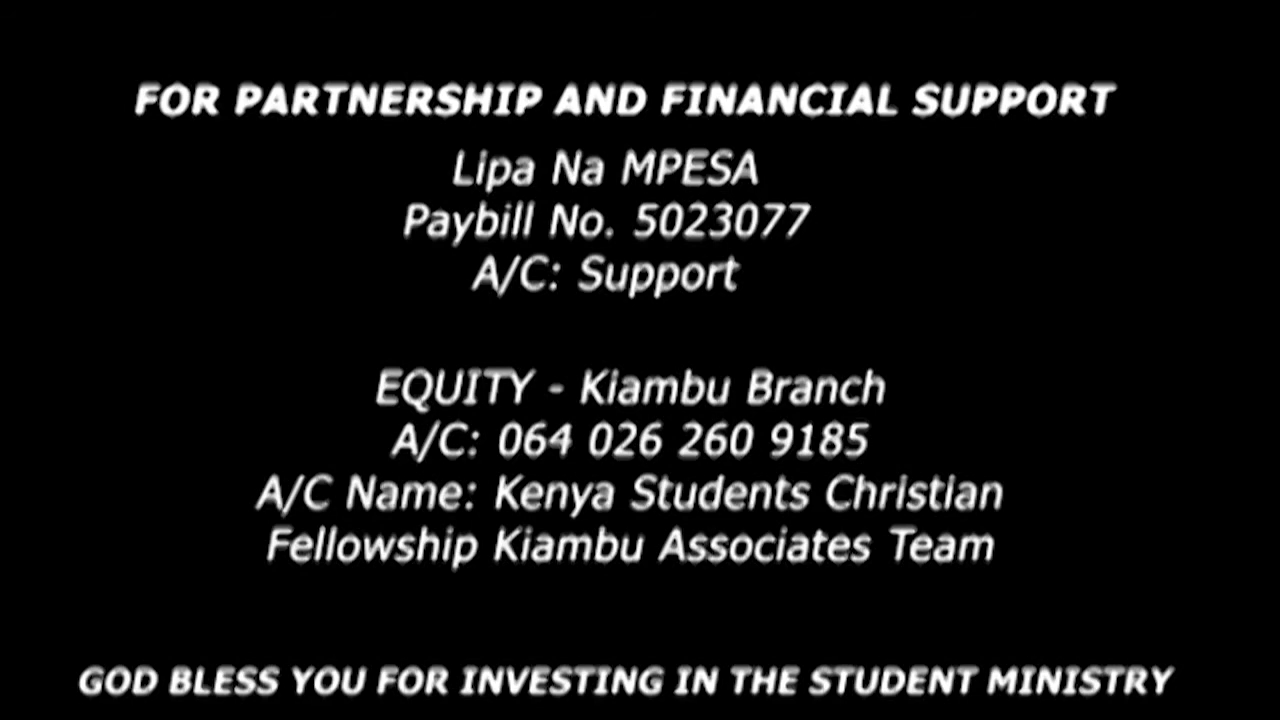 FOR PARTNERSHIP AND FINANCIAL SUPPORT
Lipa Na MPESA
Paybill No. 5023077
A/C: Support
EQUITY - Kiambu Branch
A/C: 064 026 260 9185
A/C Name: Kenya Students Christian
Fellowship Kiambu Associates Team
GOD BLESS YOU FOR INVESTING IN THE STUDENT MINISTRY